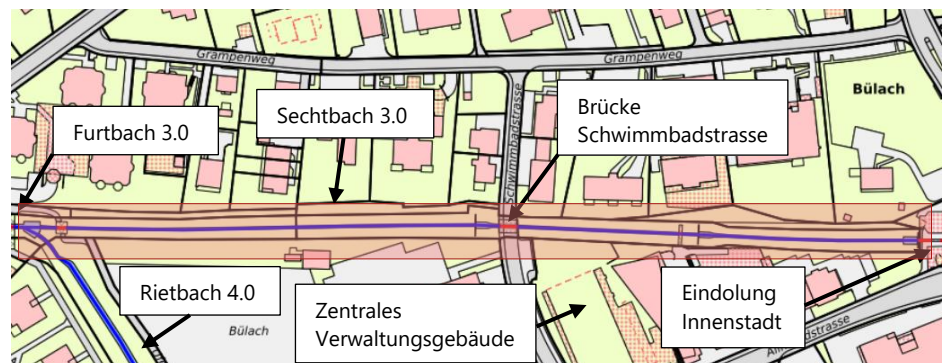 Grampenweg
Grampenweg
Bülach
Furtbach 3.0
Sechtbach 3.0
Brücke
Schwimmbadstrasse
Schwimmbadstrasse
Rietbach 4.0
Bülach
Zentrales
Verwaltungsgebäude
Eindolung
Innenstadt